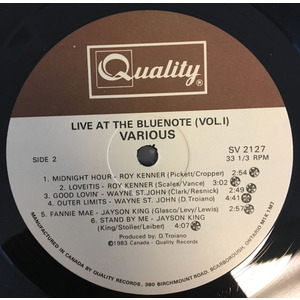 Quality
LIVE AT THE BLUENOTE (VOL.I)
VARIOUS
SIDE 2
SV 2127
33 1/3 RPM
1. MIDNIGHT HOUR - ROY KENNER (Pickett/Cropper) 2:54
2. LOVEITIS - ROY KENNER (Scales/Vance) 3:02
3. GOOD LOVIN' - WAYNE ST. JOHN (Clark/Resnick) 2:49
4. OUTER LIMITS - WAYNE ST. JOHN (D.Troiano) 2:40
5. FANNIE MAE - JAYSON KING (Glasco/Levy/Lewis) 2:57
6. STAND BY ME - JAYSON KING
(King/Stoller/Leiber) 4:07
Produced by: D.Troiano
©1983 Canada - Quality Records
MANUFACTURED IN CANADA BY QUALITY RECORDS, 380 BIRCHMOUNT ROAD, SCARBOROUGH, ONTARIO M1K 1M7